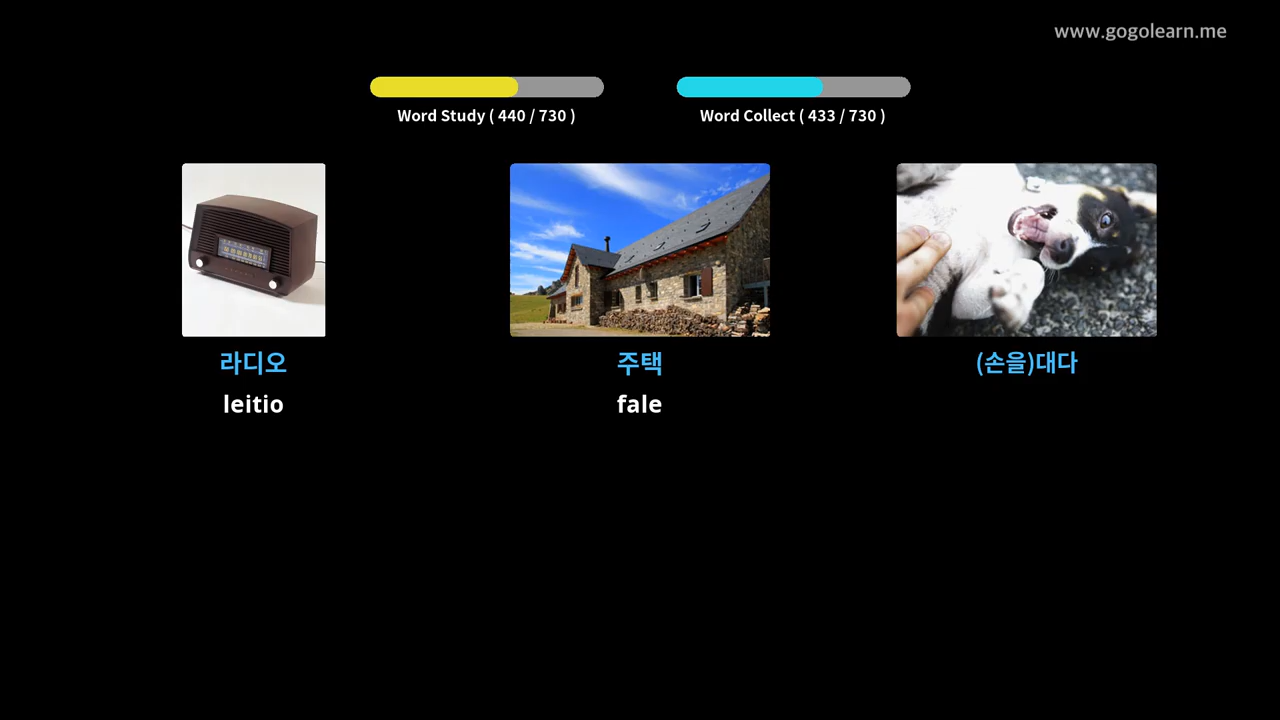 www.gogolearn.me
Word Study ( 440 / 730 )
Word Collect ( 433 / 730 )
라디오
주택
(손을)대다
leitio
fale